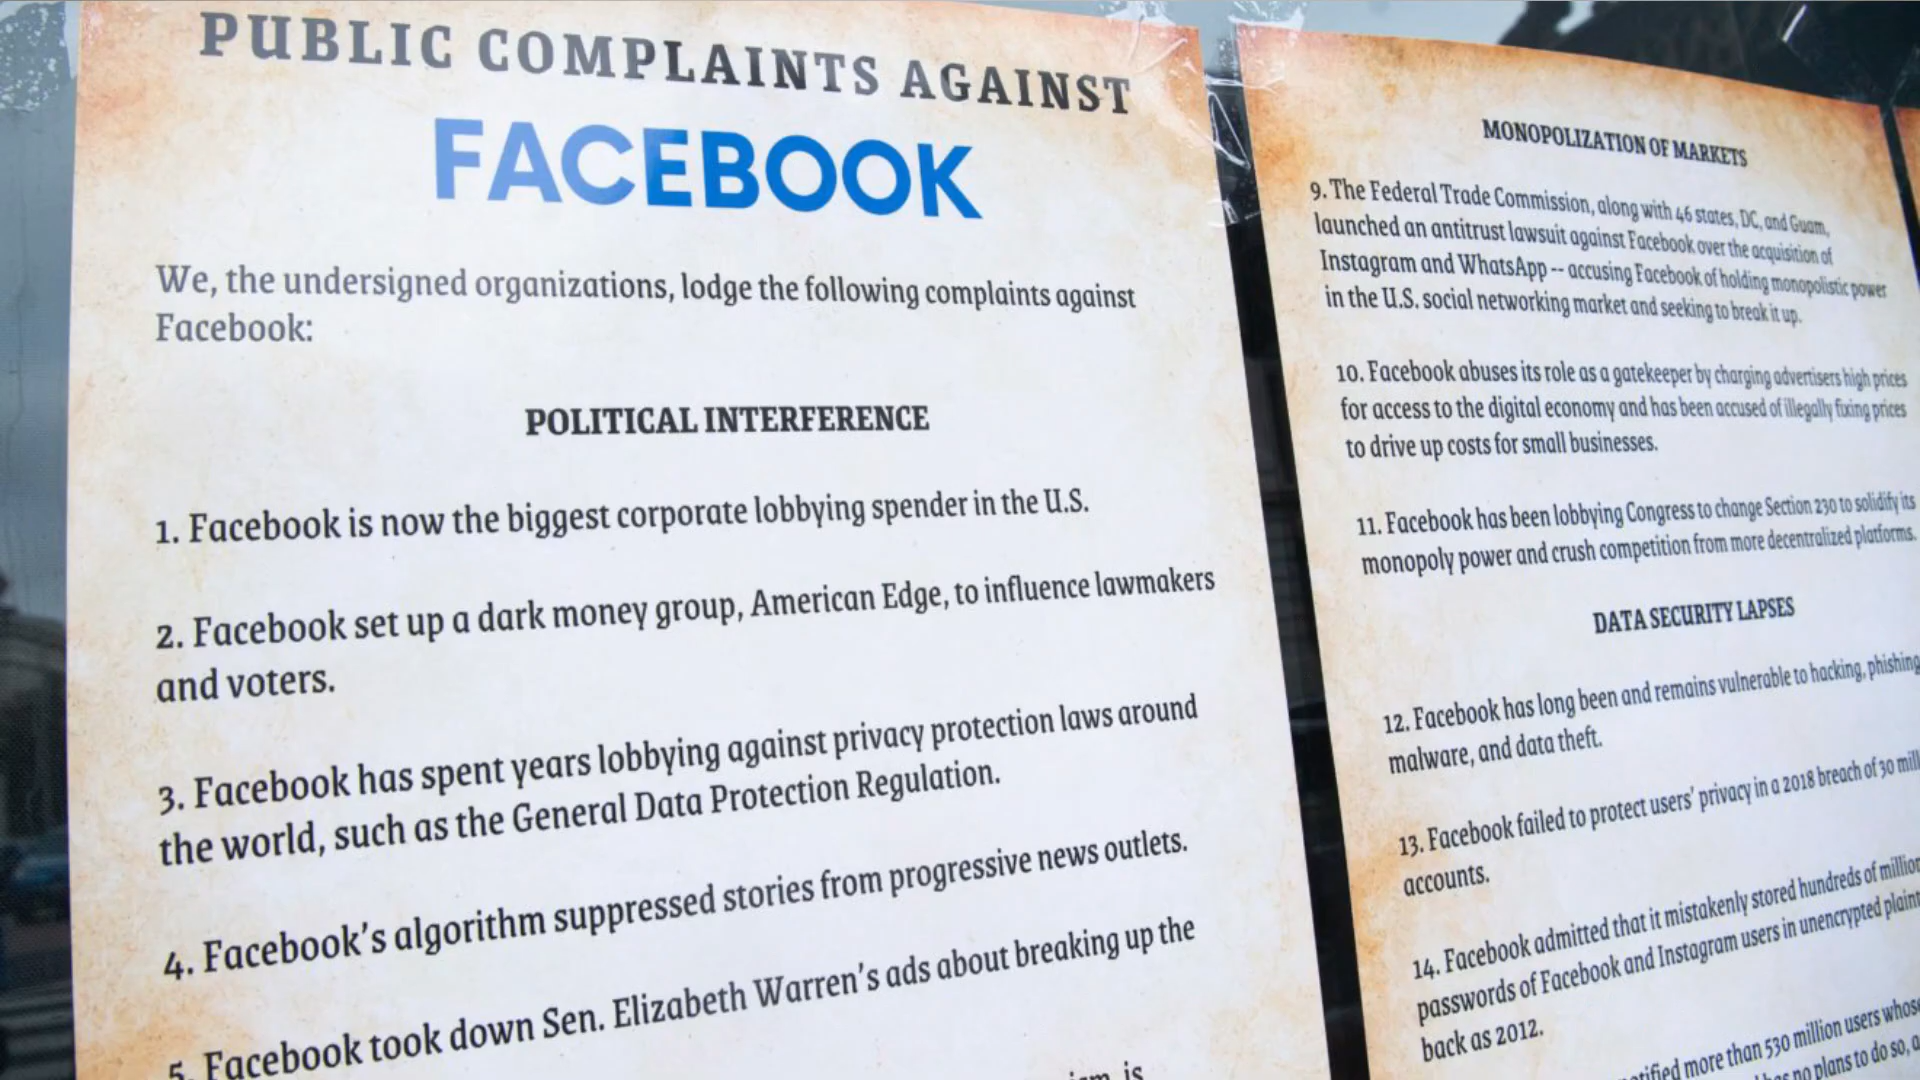 PUBLIC COMPLAINTS AGAINST
FACEBOOK
We, the undersigned organizations, lodge the following complaints against
Facebook:
POLITICAL INTERFERENCE
1. Facebook is now the biggest corporate lobbying spender in the U.S.
2. Facebook set up a dark money group, American Edge, to influence lawmakers
and voters.
3. Facebook has spent years lobbying against privacy protection laws around
the world, such as the General Data Protection Regulation.
4. Facebook's algorithm suppressed stories from progressive news outlets.
5. Facebook took down Sen. Elizabeth Warren's ads about breaking up the
is
MONOPOLIZATION OF MARKETS
9. The Federal Trade Commission, along with 46 states, DC, and Guam,
launched an antitrust lawsuit against Facebook over the acquisition of
Instagram and WhatsApp -- accusing Facebook of holding monopolistic power
in the U.S. social networking market and seeking to break it up.
10. Facebook abuses its role as a gatekeeper by charging advertisers high prices
for access to the digital economy and has been accused of illegally fixing prices
to drive up costs for small businesses.
11. Facebook has been lobbying Congress to change Section 230 to solidify its
monopoly power and crush competition from more decentralized platforms.
DATA SECURITY LAPSES
12. Facebook has long been and remains vulnerable to hacking, phishing
malware, and data theft.
13. Facebook failed to protect users' privacy in a 2018 breach of 30 mill
accounts.
14. Facebook admitted that it mistakenly stored hundreds of million
passwords of Facebook and Instagram users in unencrypted plaint
back as 2012.
more than 530 million users whose
no plans to do so, a